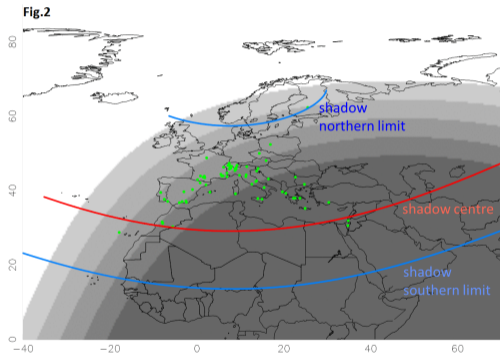 Fig.2
80
60
shadow
northern limit
40
shadow centre
20
shadow
southern limit
0
−40 −20 0 20 40 60